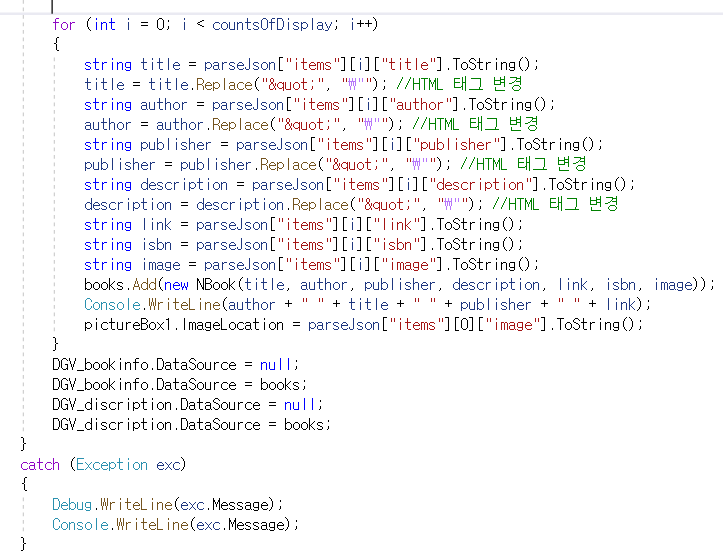 for (int i = 0; i < countsOfDisplay; i++)
{
string title = parseJson["items"][i]["title"].ToString();
title = title.Replace("&quot;", "₩""); //HTML 태그 변경
string author = parseJson["items"][i]["author"].ToString();
author = author.Replace("&quot;", "₩""); //HTML 태그 변경
string publisher = parseJson["items"][i]["publisher"].ToString();
publisher = publisher.Replace("&quot;", "₩""); //HTML 태그 변경
string description = parseJson["items"][i]["description"].ToString();
description = description.Replace("&quot;", "₩""); //HTML 태그 변경
string link = parseJson["items"][i]["link"].ToString();
string isbn = parseJson["items"][i]["isbn"].ToString();
string image = parseJson["items"][i]["image"].ToString();
books.Add(new NBook(title, author, publisher, description, link, isbn, image));
Console.WriteLine(author + " " + title + " " + publisher + " " + link);
pictureBox1.ImageLocation = parseJson["items"][0]["image"].ToString();
}
DGV_bookinfo.DataSource = null;
DGV_bookinfo.DataSource = books;
DGV_discription.DataSource = null;
DGV_discription.DataSource = books;
}
catch (Exception exc)
{
Debug.WriteLine(exc.Message);
Console.WriteLine(exc.Message);
}